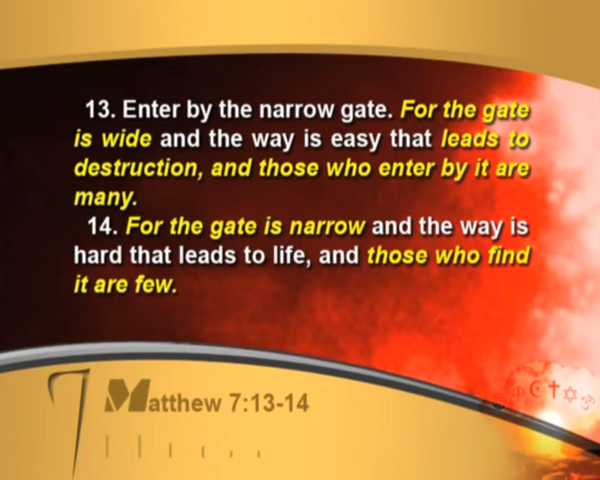 13. Enter by the narrow gate. For the gate
is wide and the way is easy that leads to
destruction, and those who enter by it are
many.
14. For the gate is narrow and the way is
hard that leads to life, and those who find
it are few.
Matthew 7:13-14